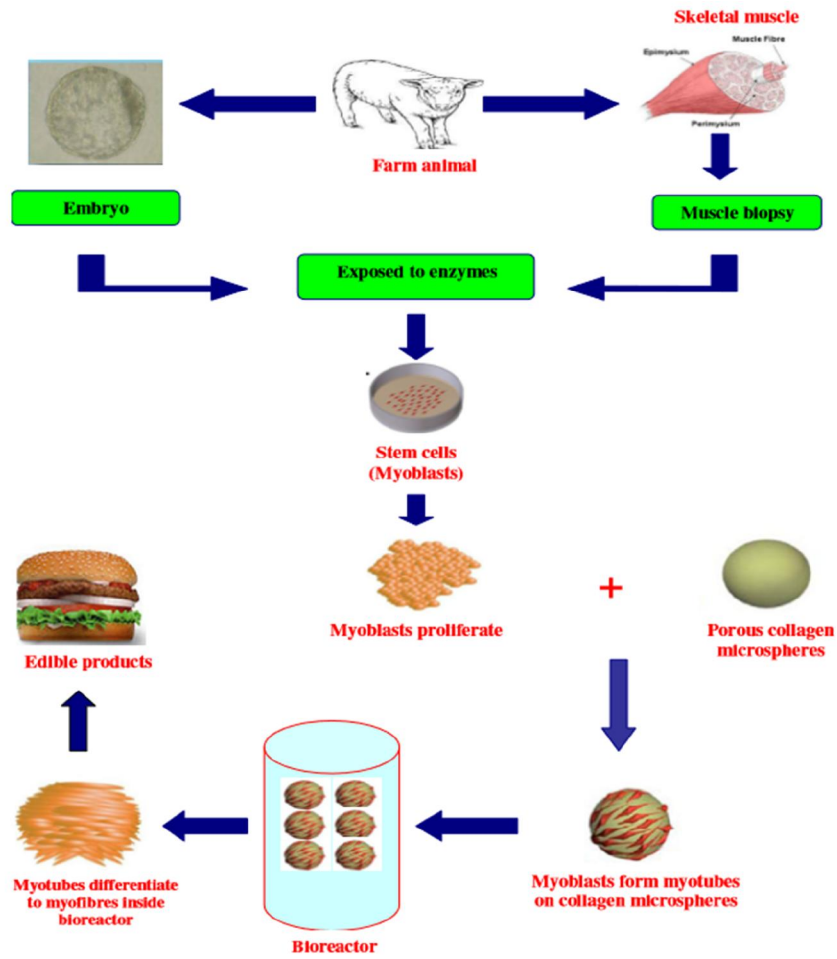 Skeletal muscle
Muscle Fibre
Epimysium
Perimysium
Farm animal
Embryo
Muscle biopsy
Exposed to enzymes
Stem cells
(Myoblasts)
Myoblasts proliferate
+
Porous collagen
microspheres
Edible products
Myotubes differentiate
to myofibres inside
bioreactor
Bioreactor
Myoblasts form myotubes
on collagen microspheres